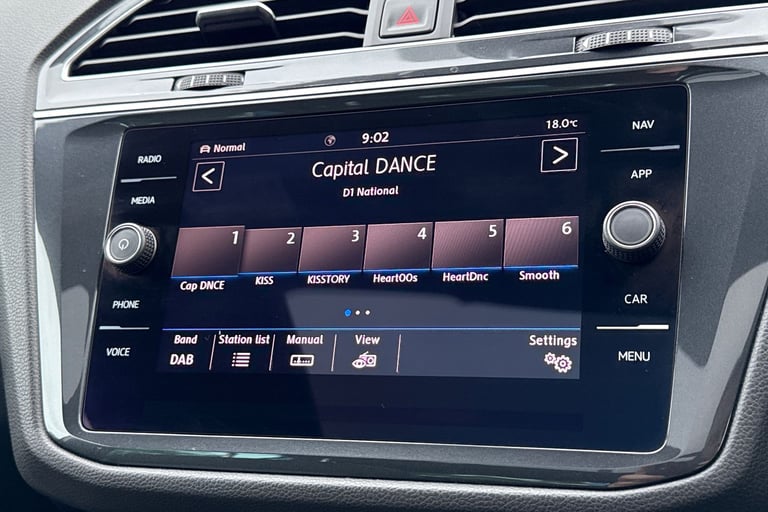 Normal 9:02 18.0°C
< Capital DANCE >
D1 National
1 2 3 4 5 6
Cap DNCE KISS KISSTORY Heart00s HeartDnc Smooth
Band Station list Manual View Settings
DAB
RADIO
MEDIA
PHONE
VOICE
NAV
APP
CAR
MENU